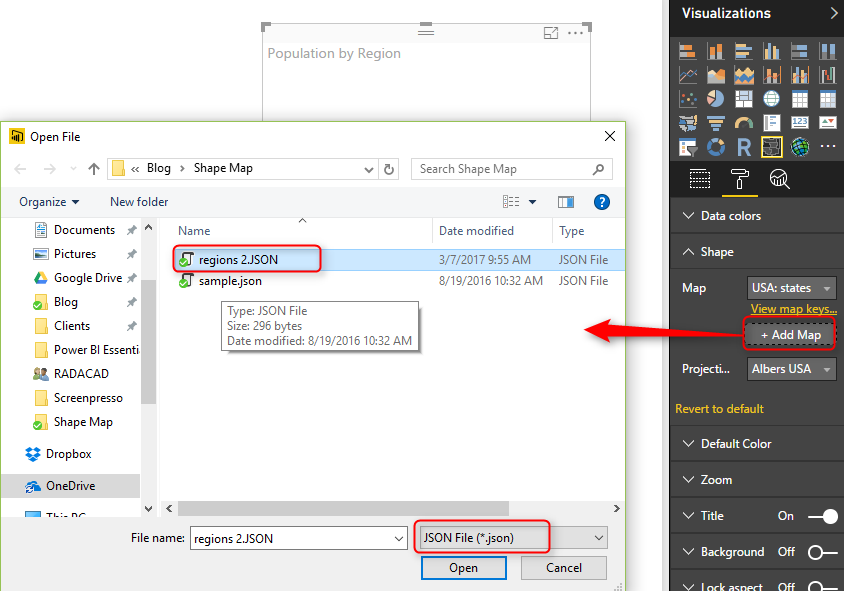 Visualizations
Population by Region
Open File
« Blog > Shape Map
Search Shape Map
Organize
New folder
Name
Date modified
Type
Documents
Pictures
Google Drive
Blog
Clients
Power BI Essenti
RADACAD
Screenpresso
Shape Map
Dropbox
OneDrive
This PC
regions 2.JSON
3/7/2017 9:55 AM
JSON File
sample.json
8/19/2016 10:32 AM
JSON File
Type: JSON File
Size: 296 bytes
Date modified: 8/19/2016 10:32 AM
File name:
regions 2.JSON
JSON File (*.json)
Open
Cancel
R
123
Data colors
Shape
Map
USA: states
View map keys...
+ Add Map
Projecti...
Albers USA
Revert to default
Default Color
Zoom
Title
On
Background
Off
Lock aspect
Off